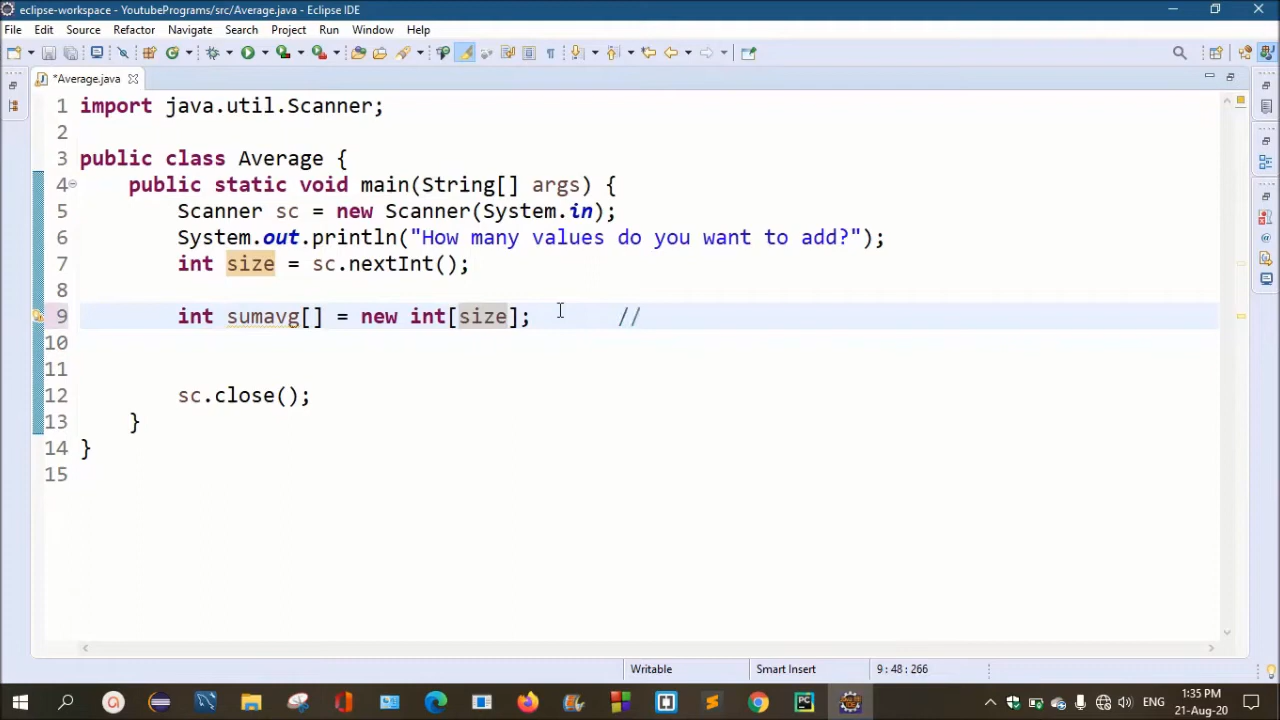 eclipse-workspace - YoutubePrograms/src/Average.java - Eclipse IDE
File Edit Source Refactor Navigate Search Project Run Window Help
*Average.java
1 import java.util.Scanner;
2
3 public class Average {
4 public static void main(String[] args) {
5 Scanner sc = new Scanner(System.in);
6 System.out.println("How many values do you want to add?");
7 int size = sc.nextInt();
8
9 int sumavg[] = new int[size]; //
10
11
12 sc.close();
13 }
14 }
15
Writable Smart Insert 9 : 48 : 266
ENG 1:35 PM
21-Aug-20